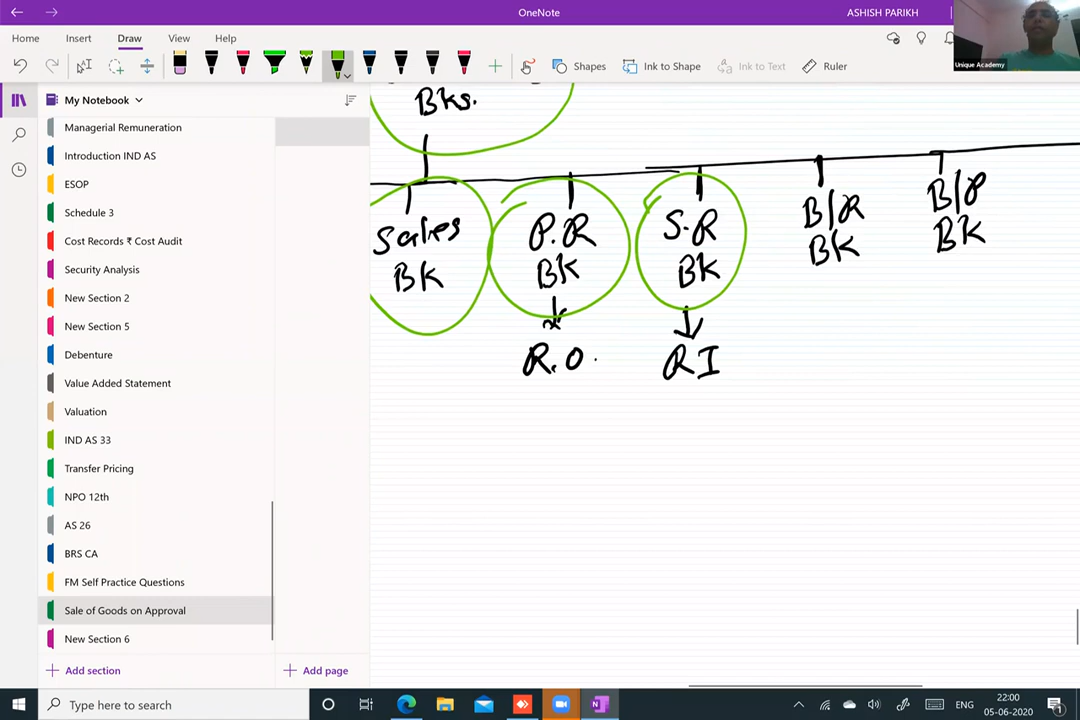 OneNote
ASHISH PARIKH
Home
Insert
Draw
View
Help
Shapes
Ink to Shape
Ink to Text
Ruler
Unique Academy
My Notebook
Managerial Remuneration
Introduction IND AS
ESOP
Schedule 3
Cost Records ₹ Cost Audit
Security Analysis
New Section 2
New Section 5
Debenture
Value Added Statement
Valuation
IND AS 33
Transfer Pricing
NPO 12th
AS 26
BRS CA
FM Self Practice Questions
Sale of Goods on Approval
New Section 6
Add section
Add page
Bks.
Sales
BK
P.R
BK
R.O.
S.R
BK
RI
B/R
BK
B/P
BK
Type here to search
ENG
22:00
05-06-2020